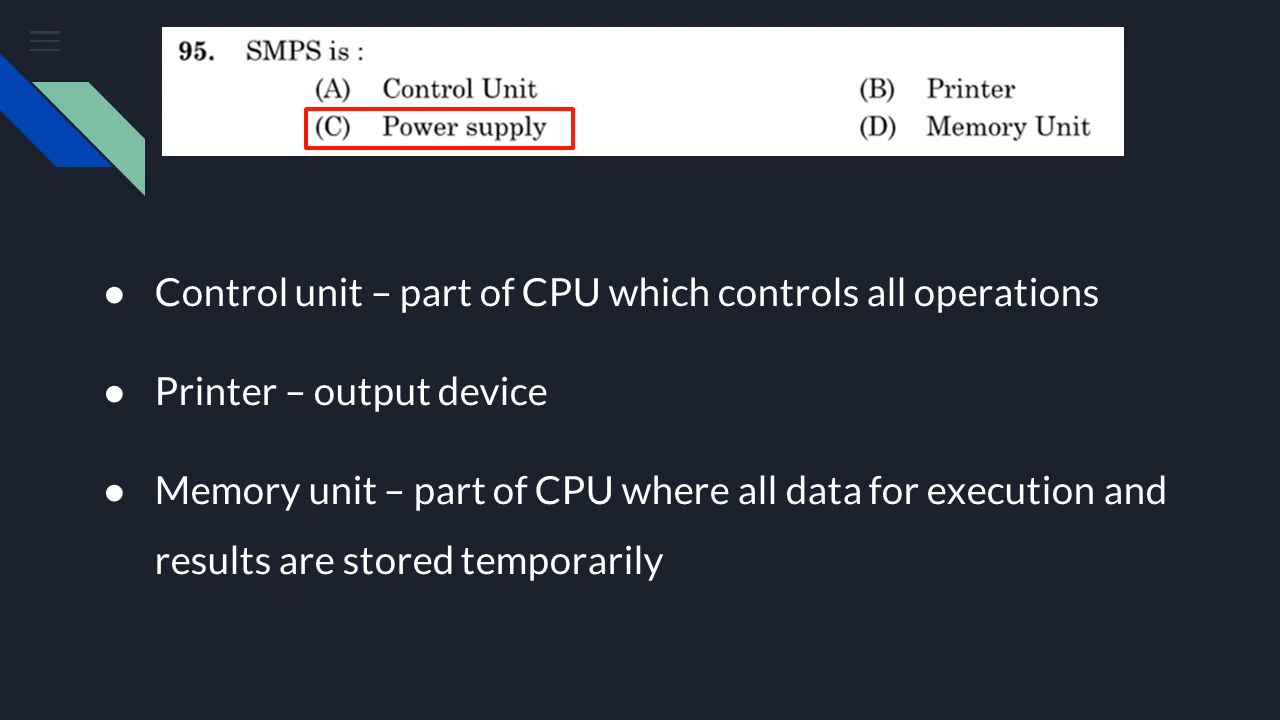 95. SMPS is :
(A) Control Unit (B) Printer
(C) Power supply (D) Memory Unit
● Control unit – part of CPU which controls all operations
● Printer – output device
● Memory unit – part of CPU where all data for execution and
results are stored temporarily